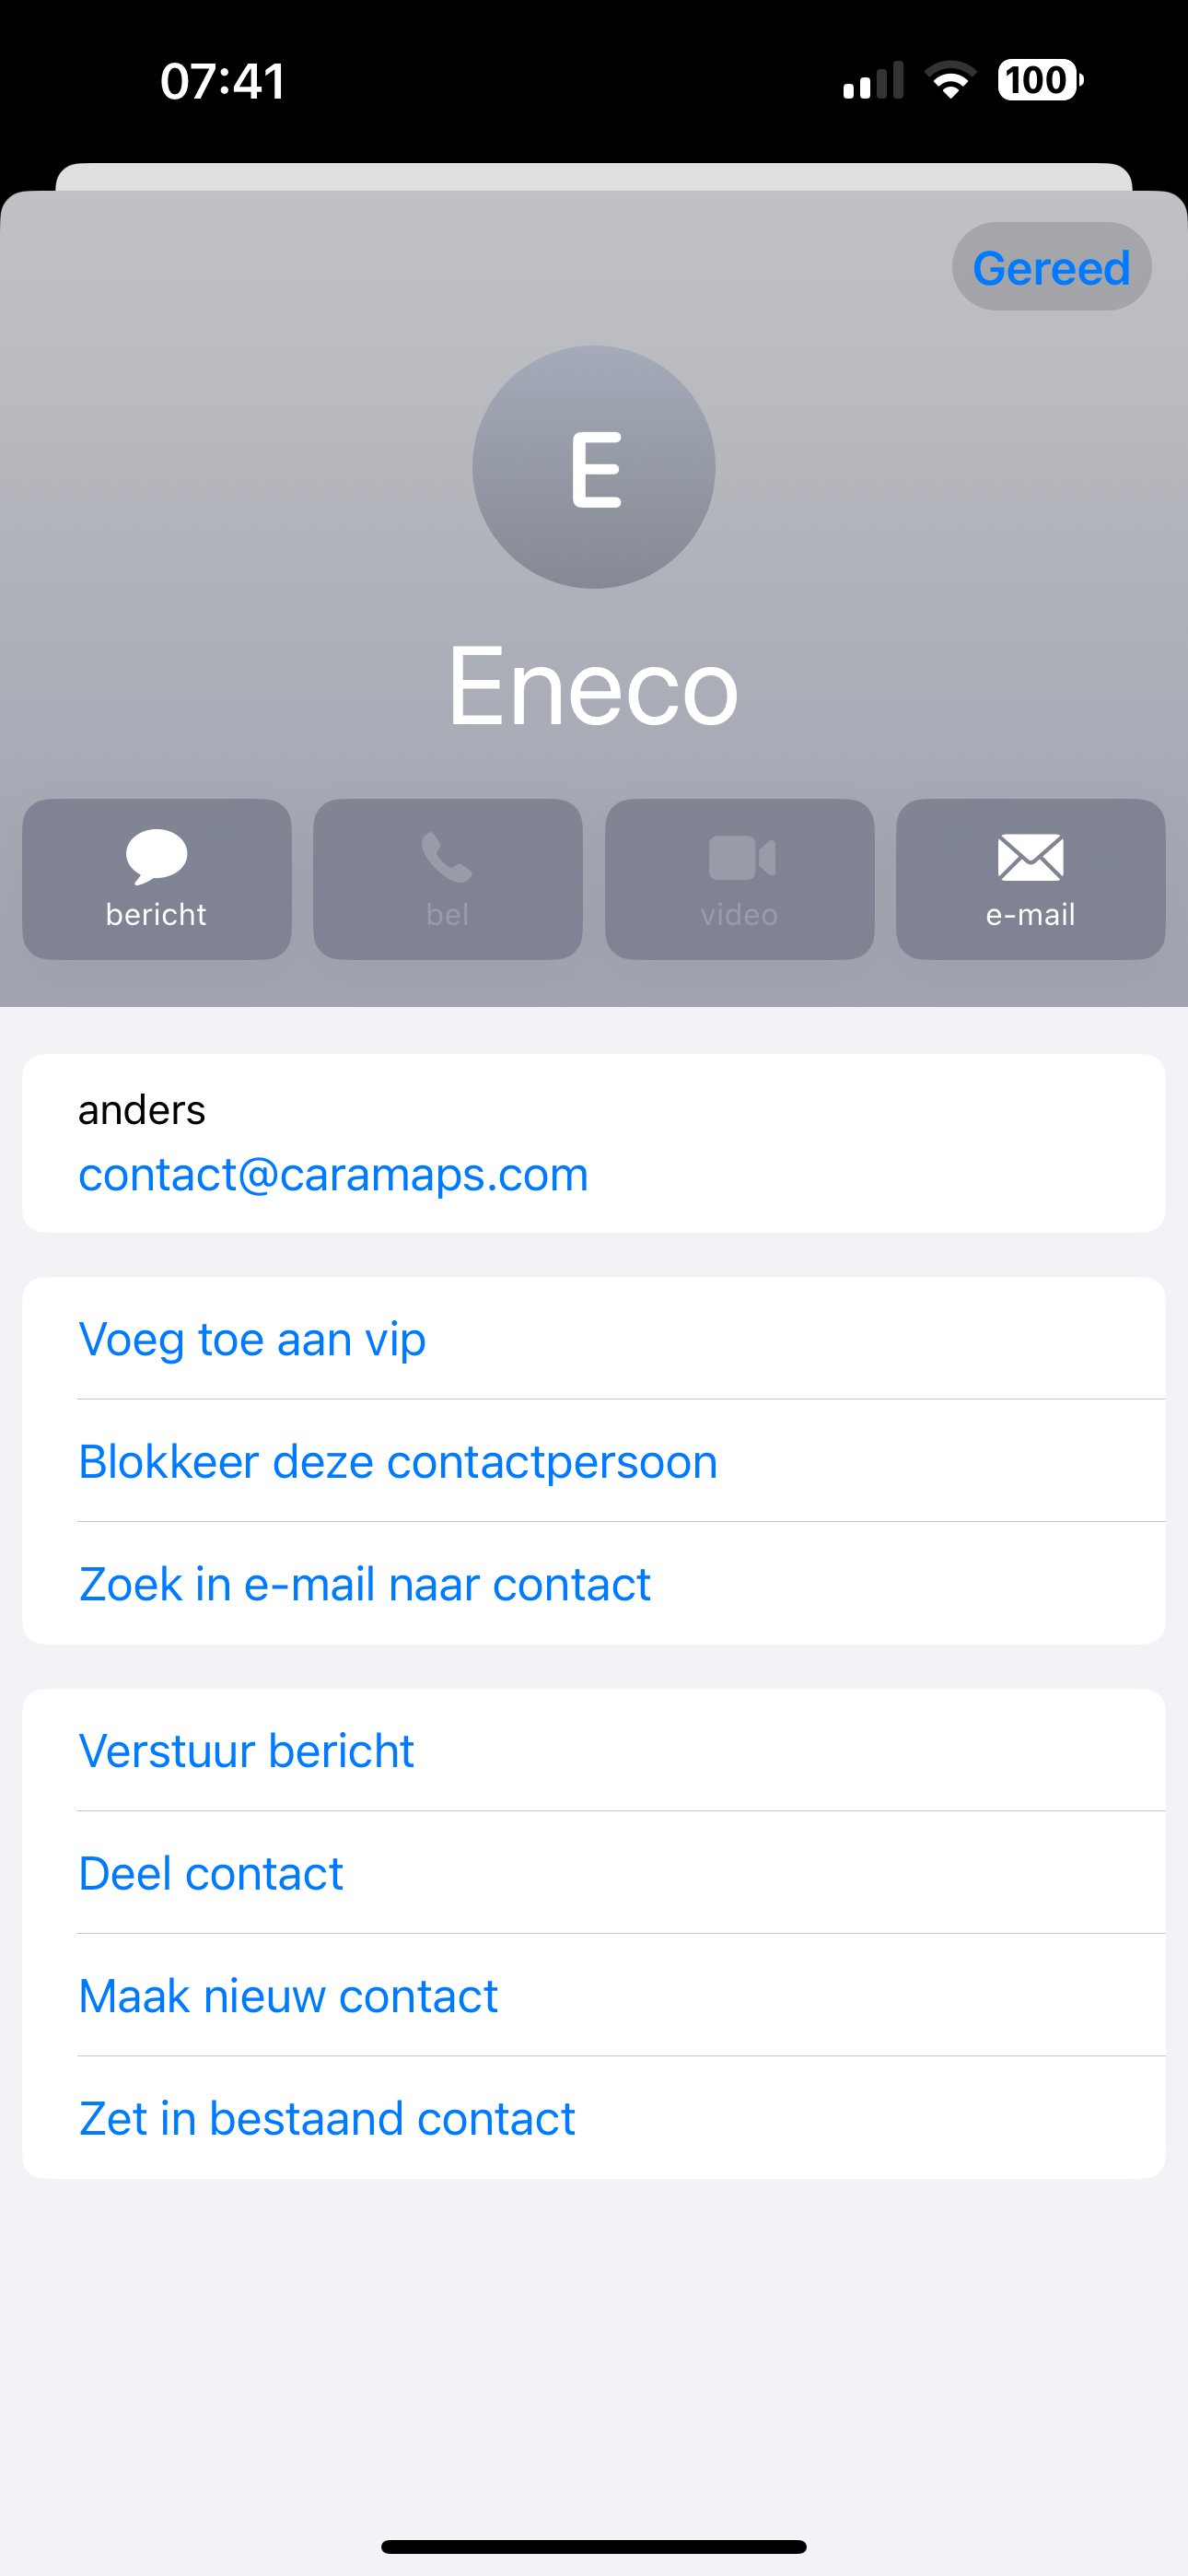 07:41
100
Gereed
E
Eneco
bericht bel video e-mail
anders
contact@caramaps.com
Voeg toe aan vip
Blokkeer deze contactpersoon
Zoek in e-mail naar contact
Verstuur bericht
Deel contact
Maak nieuw contact
Zet in bestaand contact